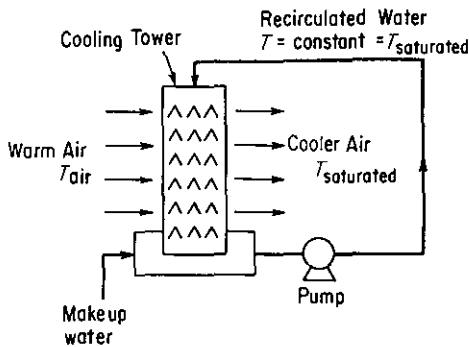 Recirculated Water
T = constant = Tsaturated
Cooling Tower
Warm Air
Tair
Cooler Air
Tsaturated
Pump
Makeup
water